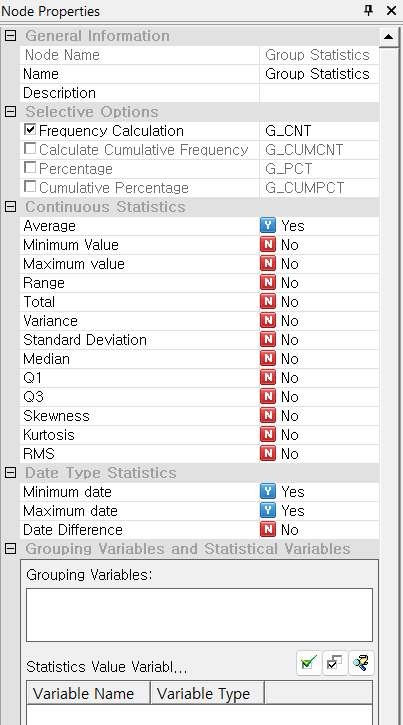 Node Properties
General Information
Node Name Group Statistics
Name Group Statistics
Description
Selective Options
Frequency Calculation G_CNT
Calculate Cumulative Frequency G_CUMCNT
Percentage G_PCT
Cumulative Percentage G_CUMPCT
Continuous Statistics
Average Y Yes
Minimum Value N No
Maximum value N No
Range N No
Total N No
Variance N No
Standard Deviation N No
Median N No
Q1 N No
Q3 N No
Skewness N No
Kurtosis N No
RMS N No
Date Type Statistics
Minimum date Y Yes
Maximum date Y Yes
Date Difference N No
Grouping Variables and Statistical Variables
Grouping Variables:
Statistics Value Variabl...
Variable Name Variable Type